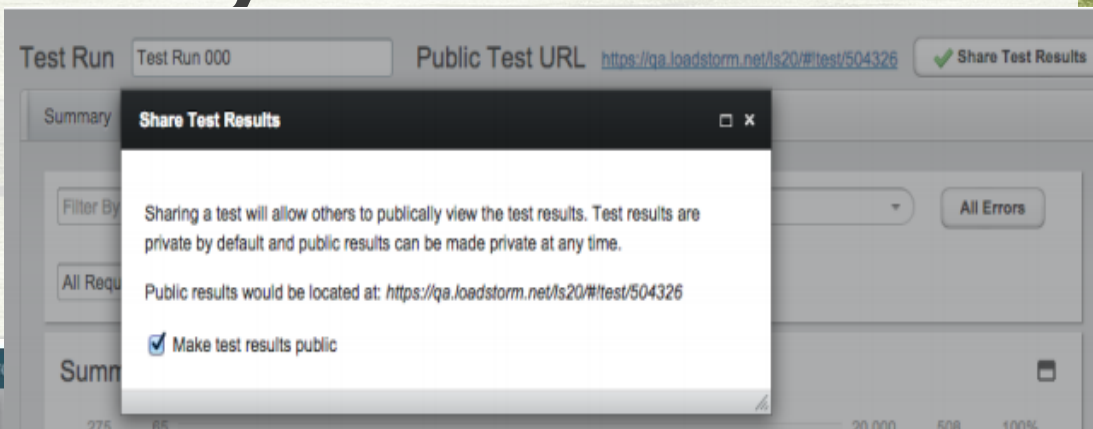 Test Run Test Run 000 Public Test URL https://qa.loadstorm.net/ls20/#!test/504326 Share Test Results
Summary Share Test Results
Filter By
Sharing a test will allow others to publically view the test results. Test results are
private by default and public results can be made private at any time.
All Errors
All Requ
Public results would be located at: https://qa.loadstorm.net/ls20/#!test/504326
Make test results public
Summ
275 65 20,000 508 100%